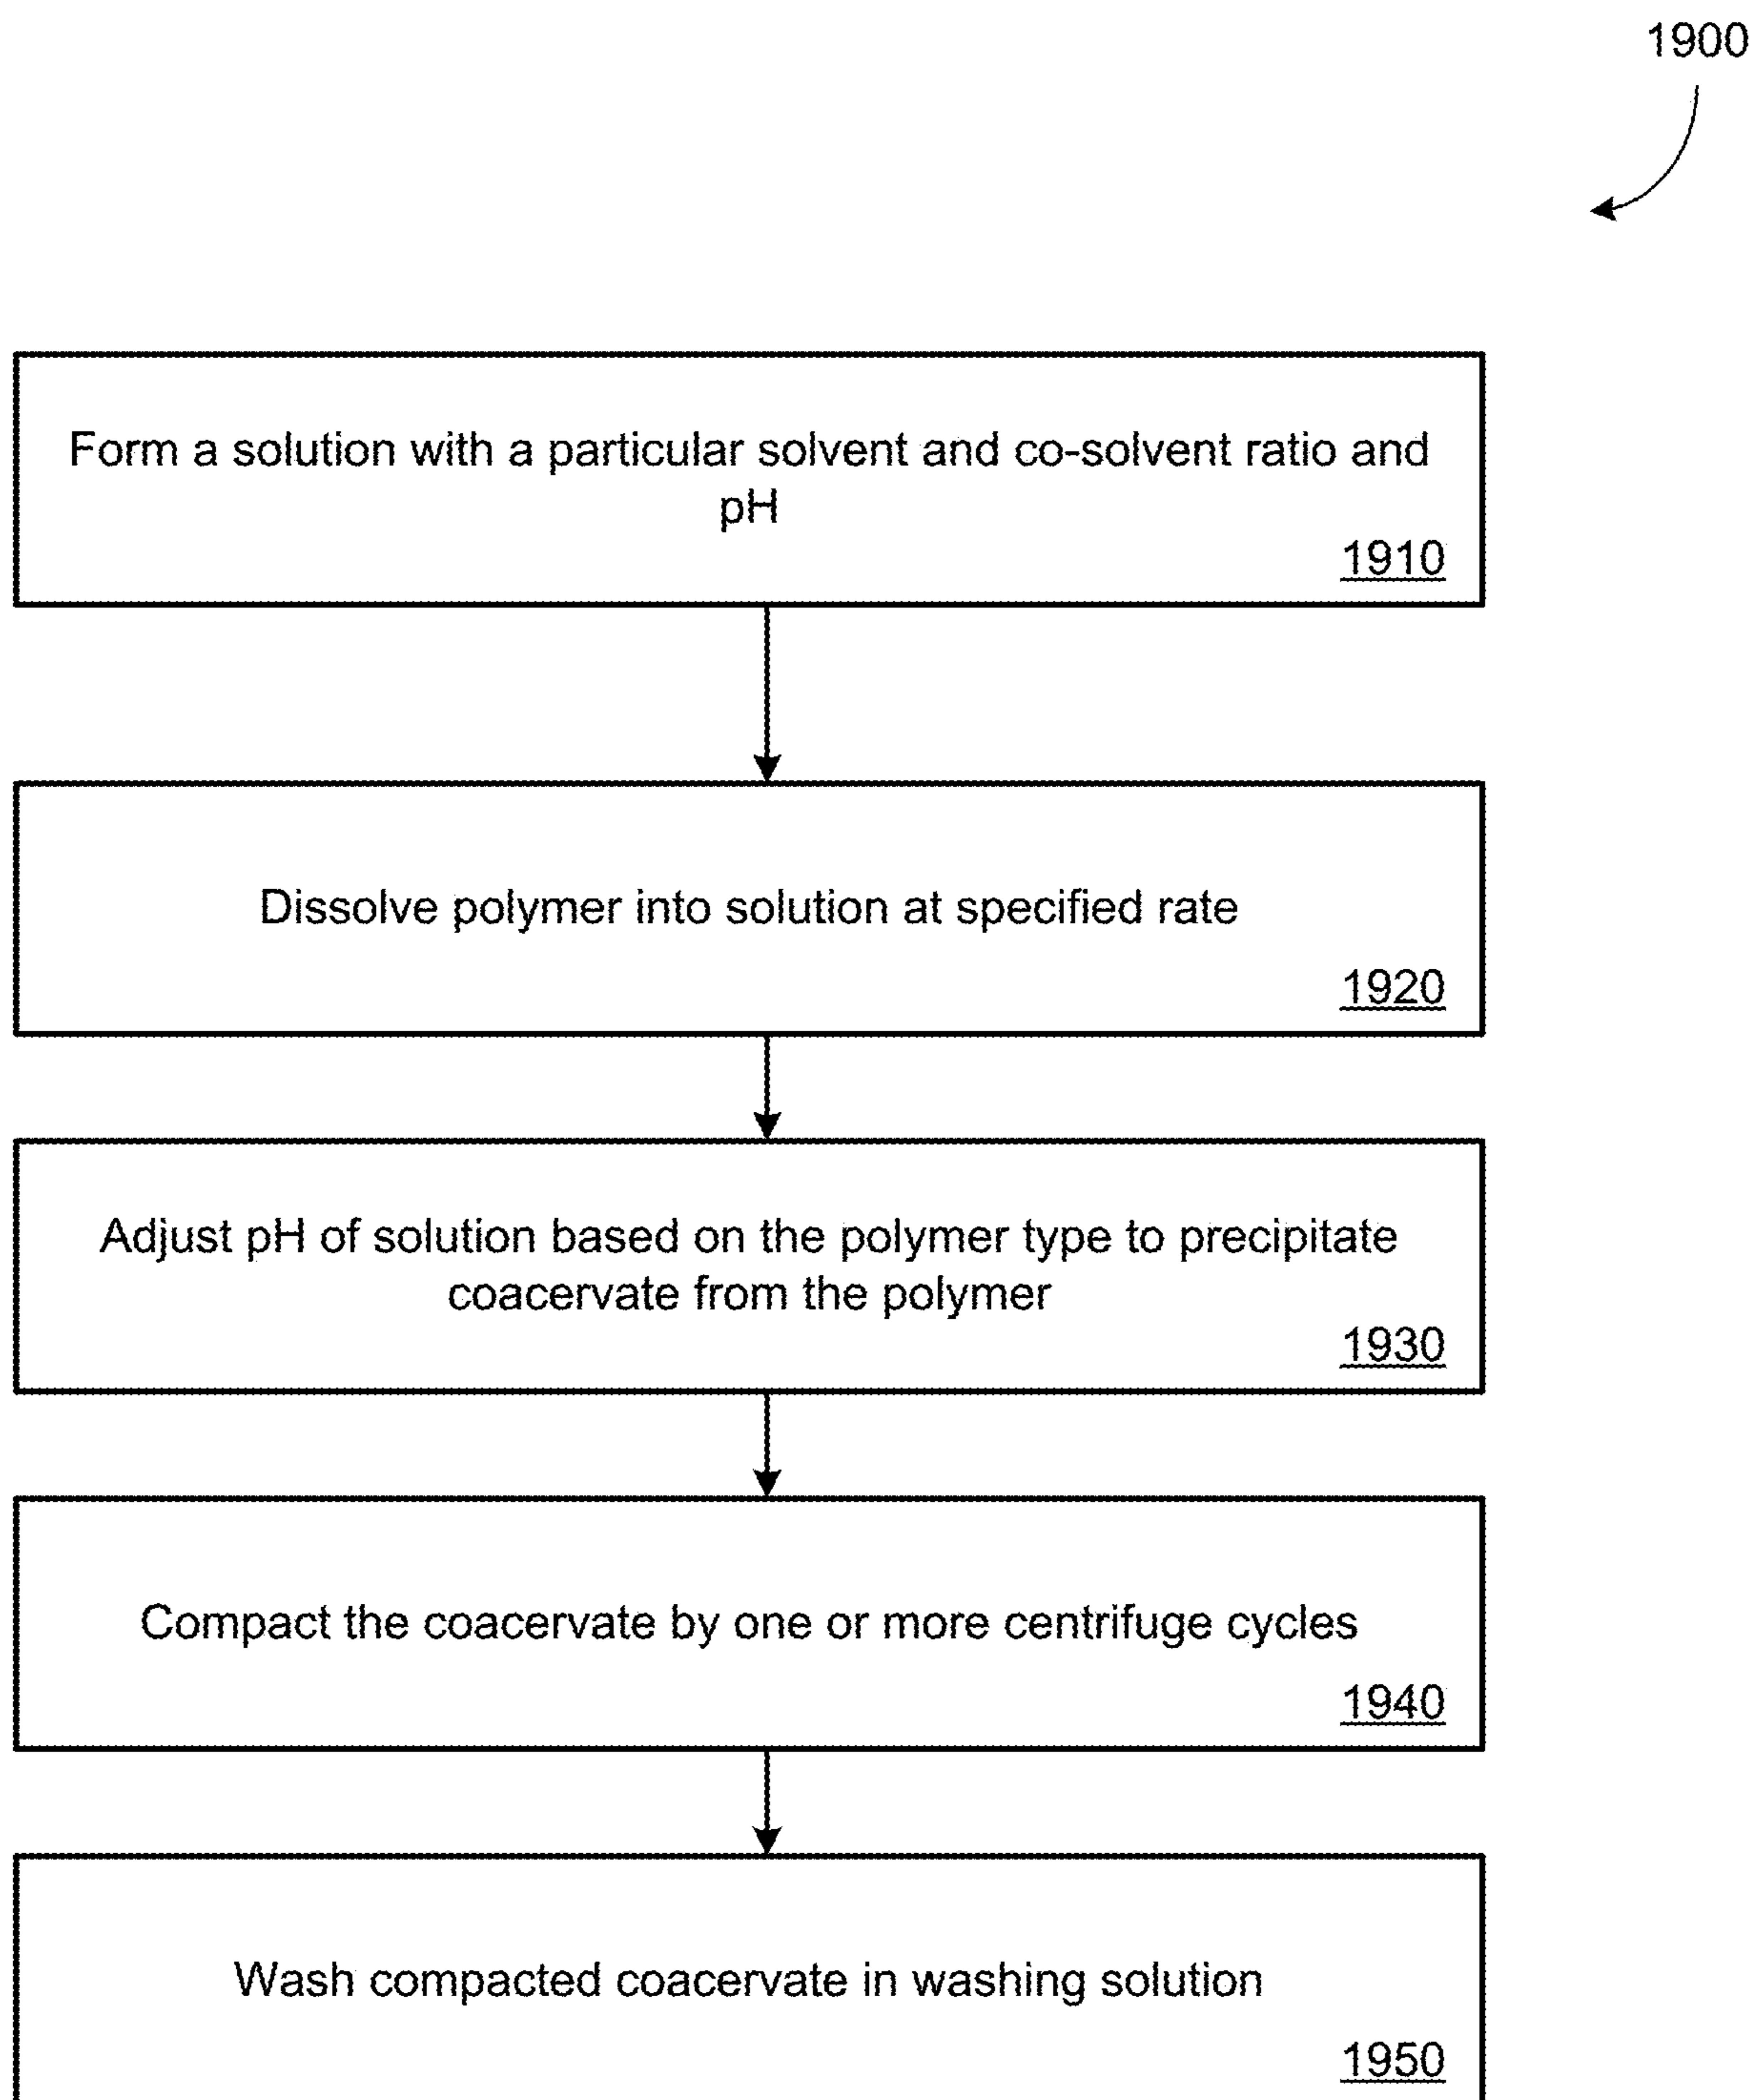 1900
Form a solution with a particular solvent and co-solvent ratio and
pH
1910
Dissolve polymer into solution at specified rate
1920
Adjust pH of solution based on the polymer type to precipitate
coacervate from the polymer
1930
Compact the coacervate by one or more centrifuge cycles
1940
Wash compacted coacervate in washing solution
1950